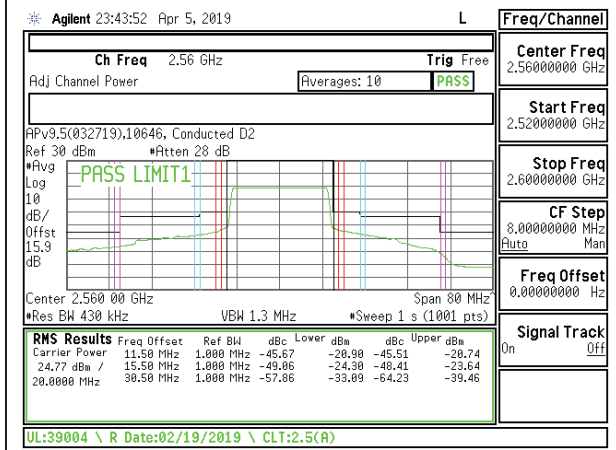 Agilent 23:43:52 Apr 5, 2019 L
Freq/Channel
Ch Freq 2.56 GHz Trig Free
Adj Channel Power Averages: 10 PASS
APv9.5(032719),10646, Conducted D2
Ref 30 dBm #Atten 28 dB
#Avg
Log
10
dB/
Offst
15.9
dB
PASS LIMIT1
Center 2.560 00 GHz Span 80 MHz^
#Res BW 430 kHz VBW 1.3 MHz #Sweep 1 s (1001 pts)
RMS Results Freq Offset Ref BW dBc Lower dBm dBc Upper dBm
Carrier Power 11.50 MHz 1.000 MHz -45.67 -20.90 -45.51 -20.74
24.77 dBm / 15.50 MHz 1.000 MHz -49.06 -24.30 -48.41 -23.64
20.0000 MHz 30.50 MHz 1.000 MHz -57.86 -33.09 -64.23 -39.46
UL:39004 \ R Date:02/19/2019 \ CLT:2.5(A)
Center Freq
2.56000000 GHz
Start Freq
2.52000000 GHz
Stop Freq
2.60000000 GHz
CF Step
8.00000000 MHz
Auto Man
Freq Offset
0.00000000 Hz
Signal Track
On Off